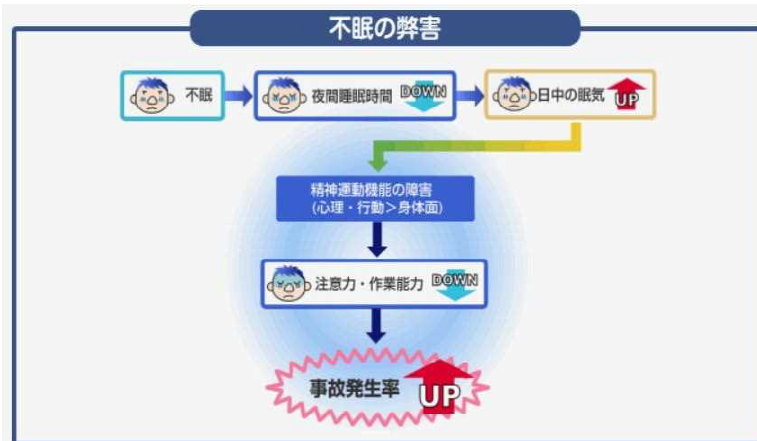 不眠の弊害
不眠
夜間睡眠時間 DOWN
日中の眠気 UP
精神運動機能の障害
(心理・行動＞身体面)
注意力・作業能力 DOWN
事故発生率 UP